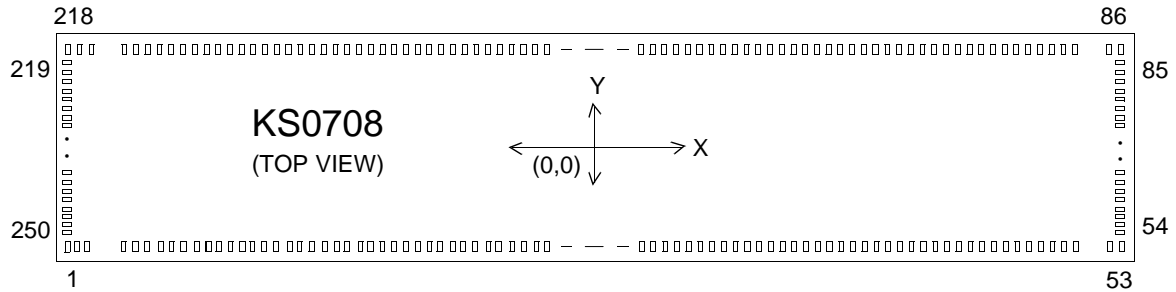 218 86
219 85
Y
KS0708
X
(TOP VIEW)
(0,0)
250 54
1 53